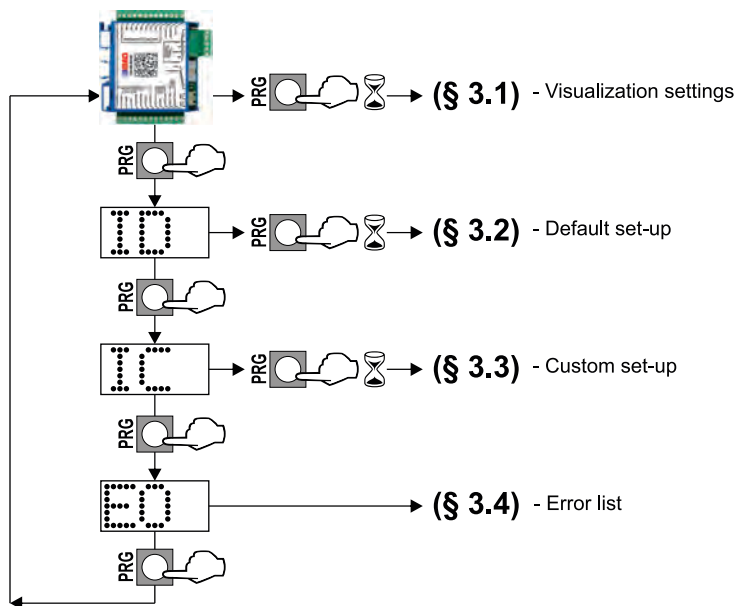 PRG (§ 3.1) - Visualization settings
PRG
ID PRG (§ 3.2) - Default set-up
PRG
IC PRG (§ 3.3) - Custom set-up
PRG
E0 (§ 3.4) - Error list
PRG